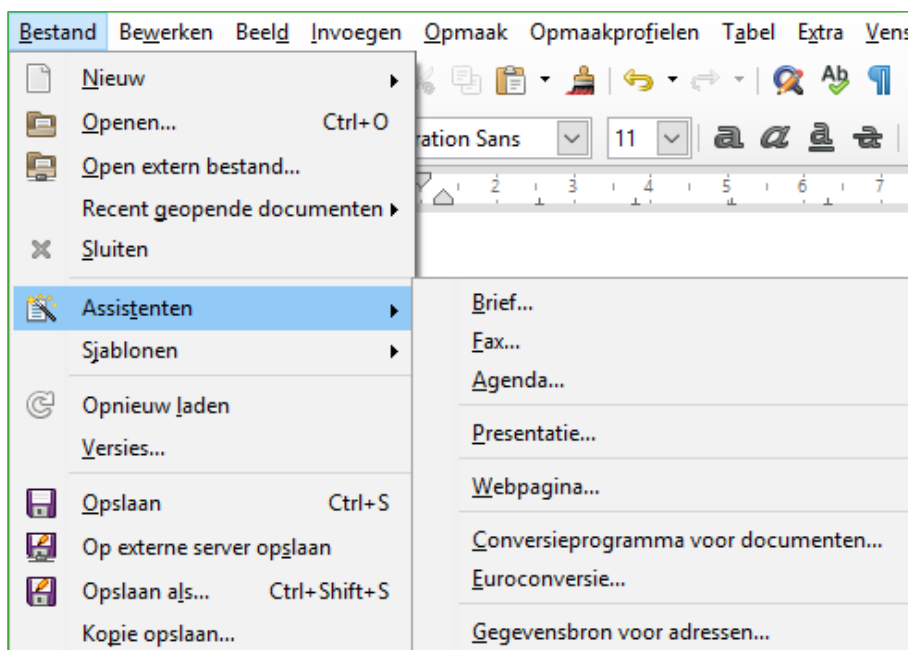 Bestand Bewerken Beeld Invoegen Opmaak Opmaakprofielen Tabel Extra Vens
Nieuw
Openen... Ctrl+O
ration Sans 11 a a a a
Open extern bestand...
Recent geopende documenten
2 3 4 5 6 7
Sluiten
Assistenten
Sjablonen
Opnieuw laden
Versies...
Opslaan Ctrl+S
Op externe server opslaan
Opslaan als... Ctrl+Shift+S
Kopie opslaan...
Brief...
Fax...
Agenda...
Presentatie...
Webpagina...
Conversieprogramma voor documenten...
Euroconversie...
Gegevensbron voor adressen...